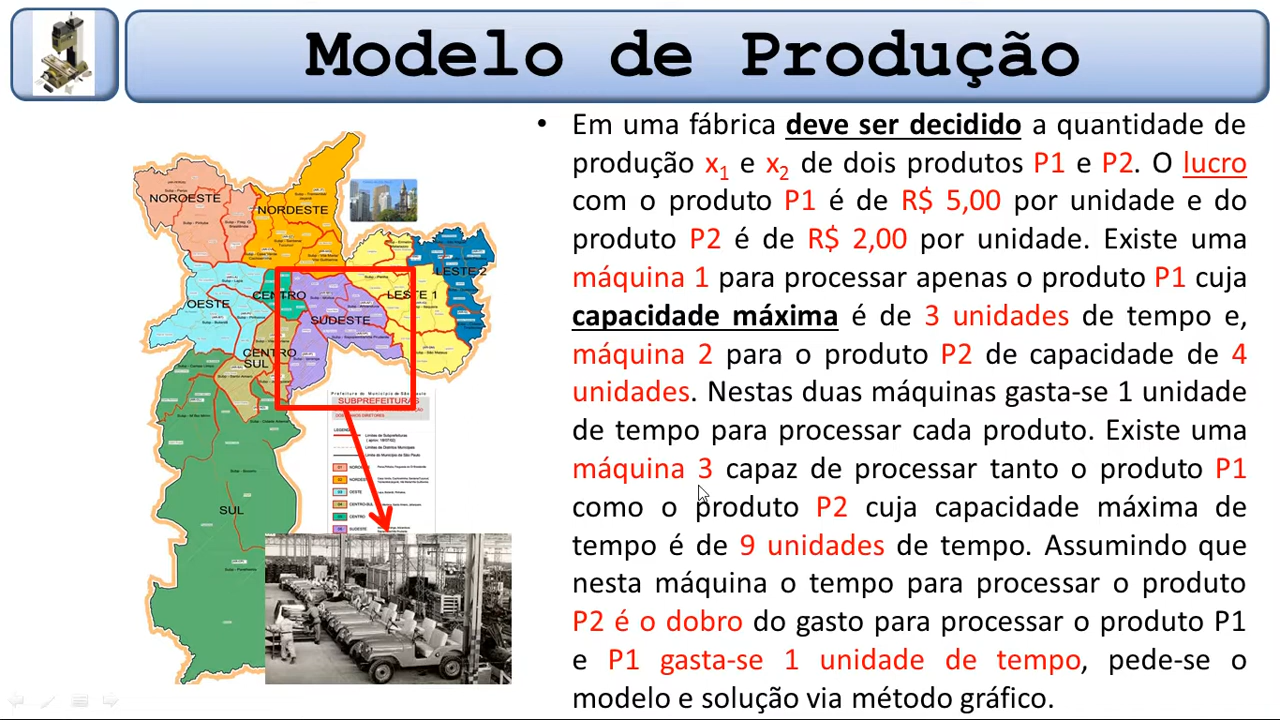 Modelo de Produção
• Em uma fábrica deve ser decidido a quantidade de
produção x₁ e x₂ de dois produtos P1 e P2. O lucro
com o produto P1 é de R$ 5,00 por unidade e do
produto P2 é de R$ 2,00 por unidade. Existe uma
máquina 1 para processar apenas o produto P1 cuja
capacidade máxima é de 3 unidades de tempo e,
máquina 2 para o produto P2 de capacidade de 4
unidades. Nestas duas máquinas gasta-se 1 unidade
de tempo para processar cada produto. Existe uma
máquina 3 capaz de processar tanto o produto P1
como o produto P2 cuja capacidade máxima de
tempo é de 9 unidades de tempo. Assumindo que
nesta máquina o tempo para processar o produto
P2 é o dobro do gasto para processar o produto P1
e P1 gasta-se 1 unidade de tempo, pede-se o
modelo e solução via método gráfico.
NOROESTE
NORDESTE
LESTE 2
CENTRO
LESTE 1
OESTE
SUDESTE
CENTRO
SUL
SUL
Prefeitura do Município de São Paulo
SUBPREFEITURAS